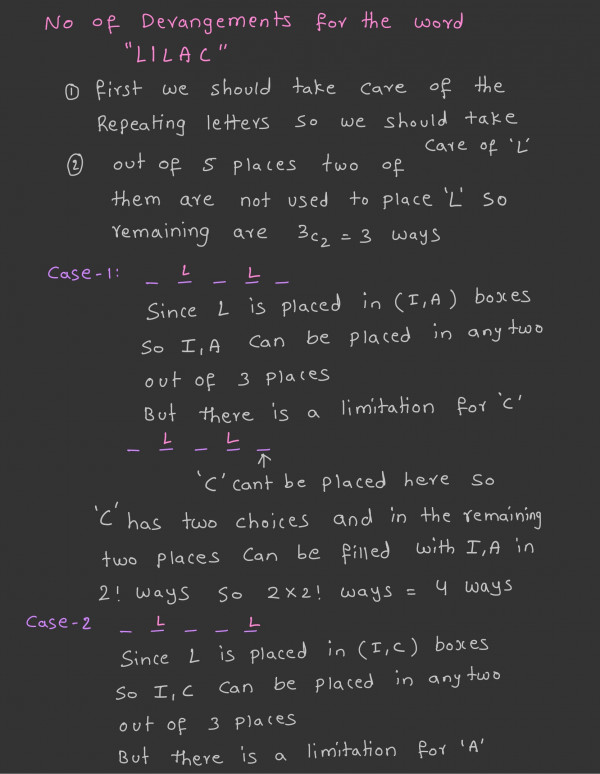 No of Derangements for the word
"LILAC"
① first we should take care of the
Repeating letters so we should take
care of 'L'
② out of 5 places two of
them are not used to place 'L' so
remaining are 3c₂ = 3 ways
Case-1: _ L _ L _
Since L is placed in (I,A) boxes
So I,A can be placed in any two
out of 3 places
But there is a limitation for 'C'
_ L _ L _
↑
'C' cant be placed here so
'C' has two choices and in the remaining
two places can be filled with I,A in
2! ways so 2×2! ways = 4 ways
Case-2 _ L _ _ L
Since L is placed in (I,C) boxes
So I,C can be placed in any two
out of 3 places
But there is a limitation for 'A'